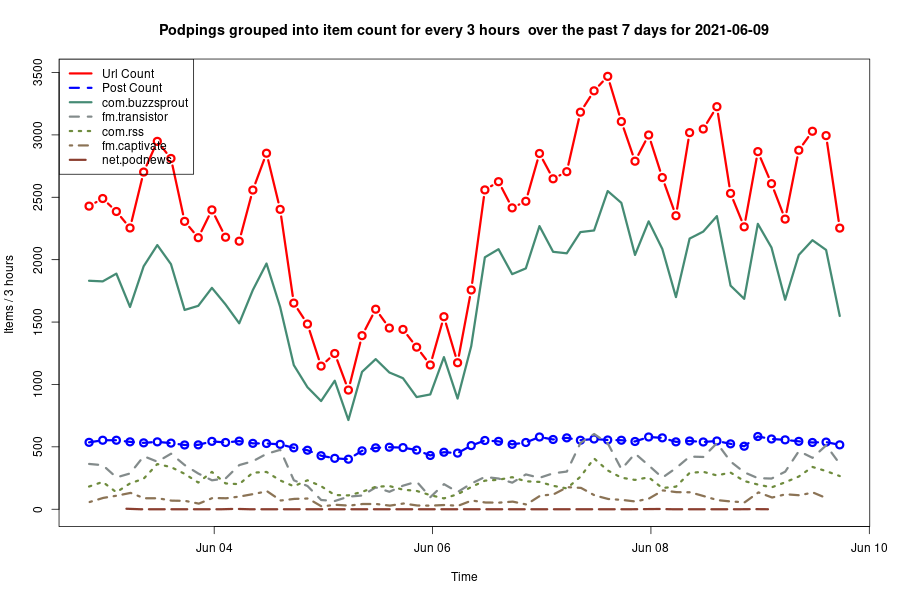 Podpings grouped into item count for every 3 hours  over the past 7 days for 2021-06-09
Url Count
Post Count
com.buzzsprout
fm.transistor
com.rss
fm.captivate
net.podnews
Items / 3 hours
3500
3000
2500
2000
1500
1000
500
0
Jun 04
Jun 06
Jun 08
Jun 10
Time